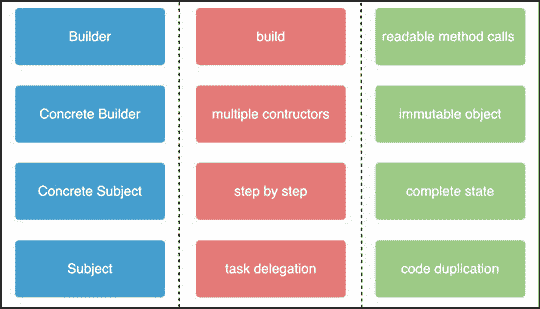 Builder
build
readable method calls
Concrete Builder
multiple contructors
immutable object
Concrete Subject
step by step
complete state
Subject
task delegation
code duplication